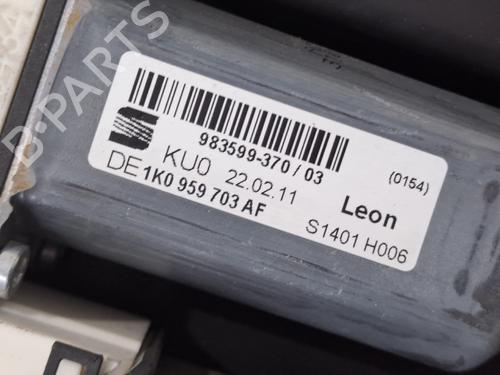 B-PARTS
983599-370/03
(0154)
KU0 22.02.11
Leon
DE 1K0 959 703 AF
S1401 H006